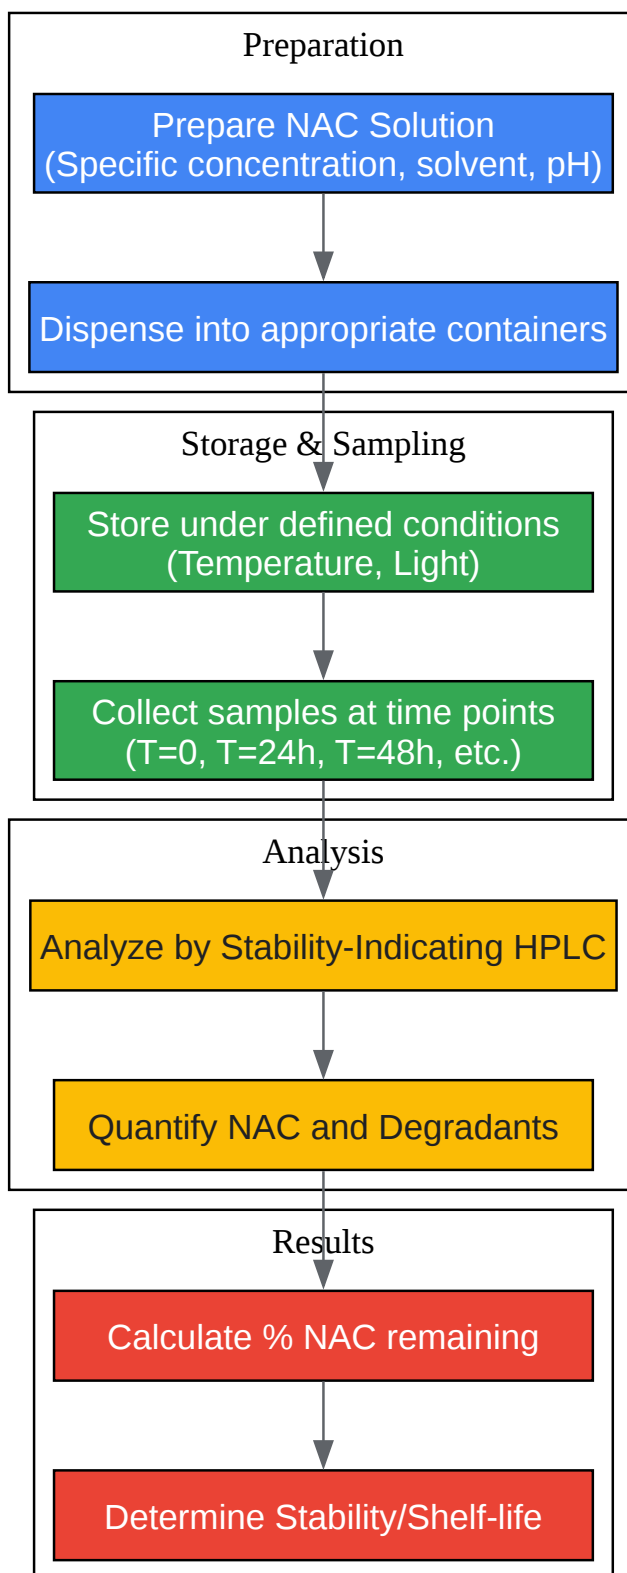 Preparation
Prepare NAC Solution
(Specific concentration, solvent, pH)
Dispense into appropriate containers
Storage & Sampling
Store under defined conditions
(Temperature, Light)
Collect samples at time points
(T=0, T=24h, T=48h, etc.)
Analysis
Analyze by Stability-Indicating HPLC
Quantify NAC and Degradants
Results
Calculate % NAC remaining
Determine Stability/Shelf-life